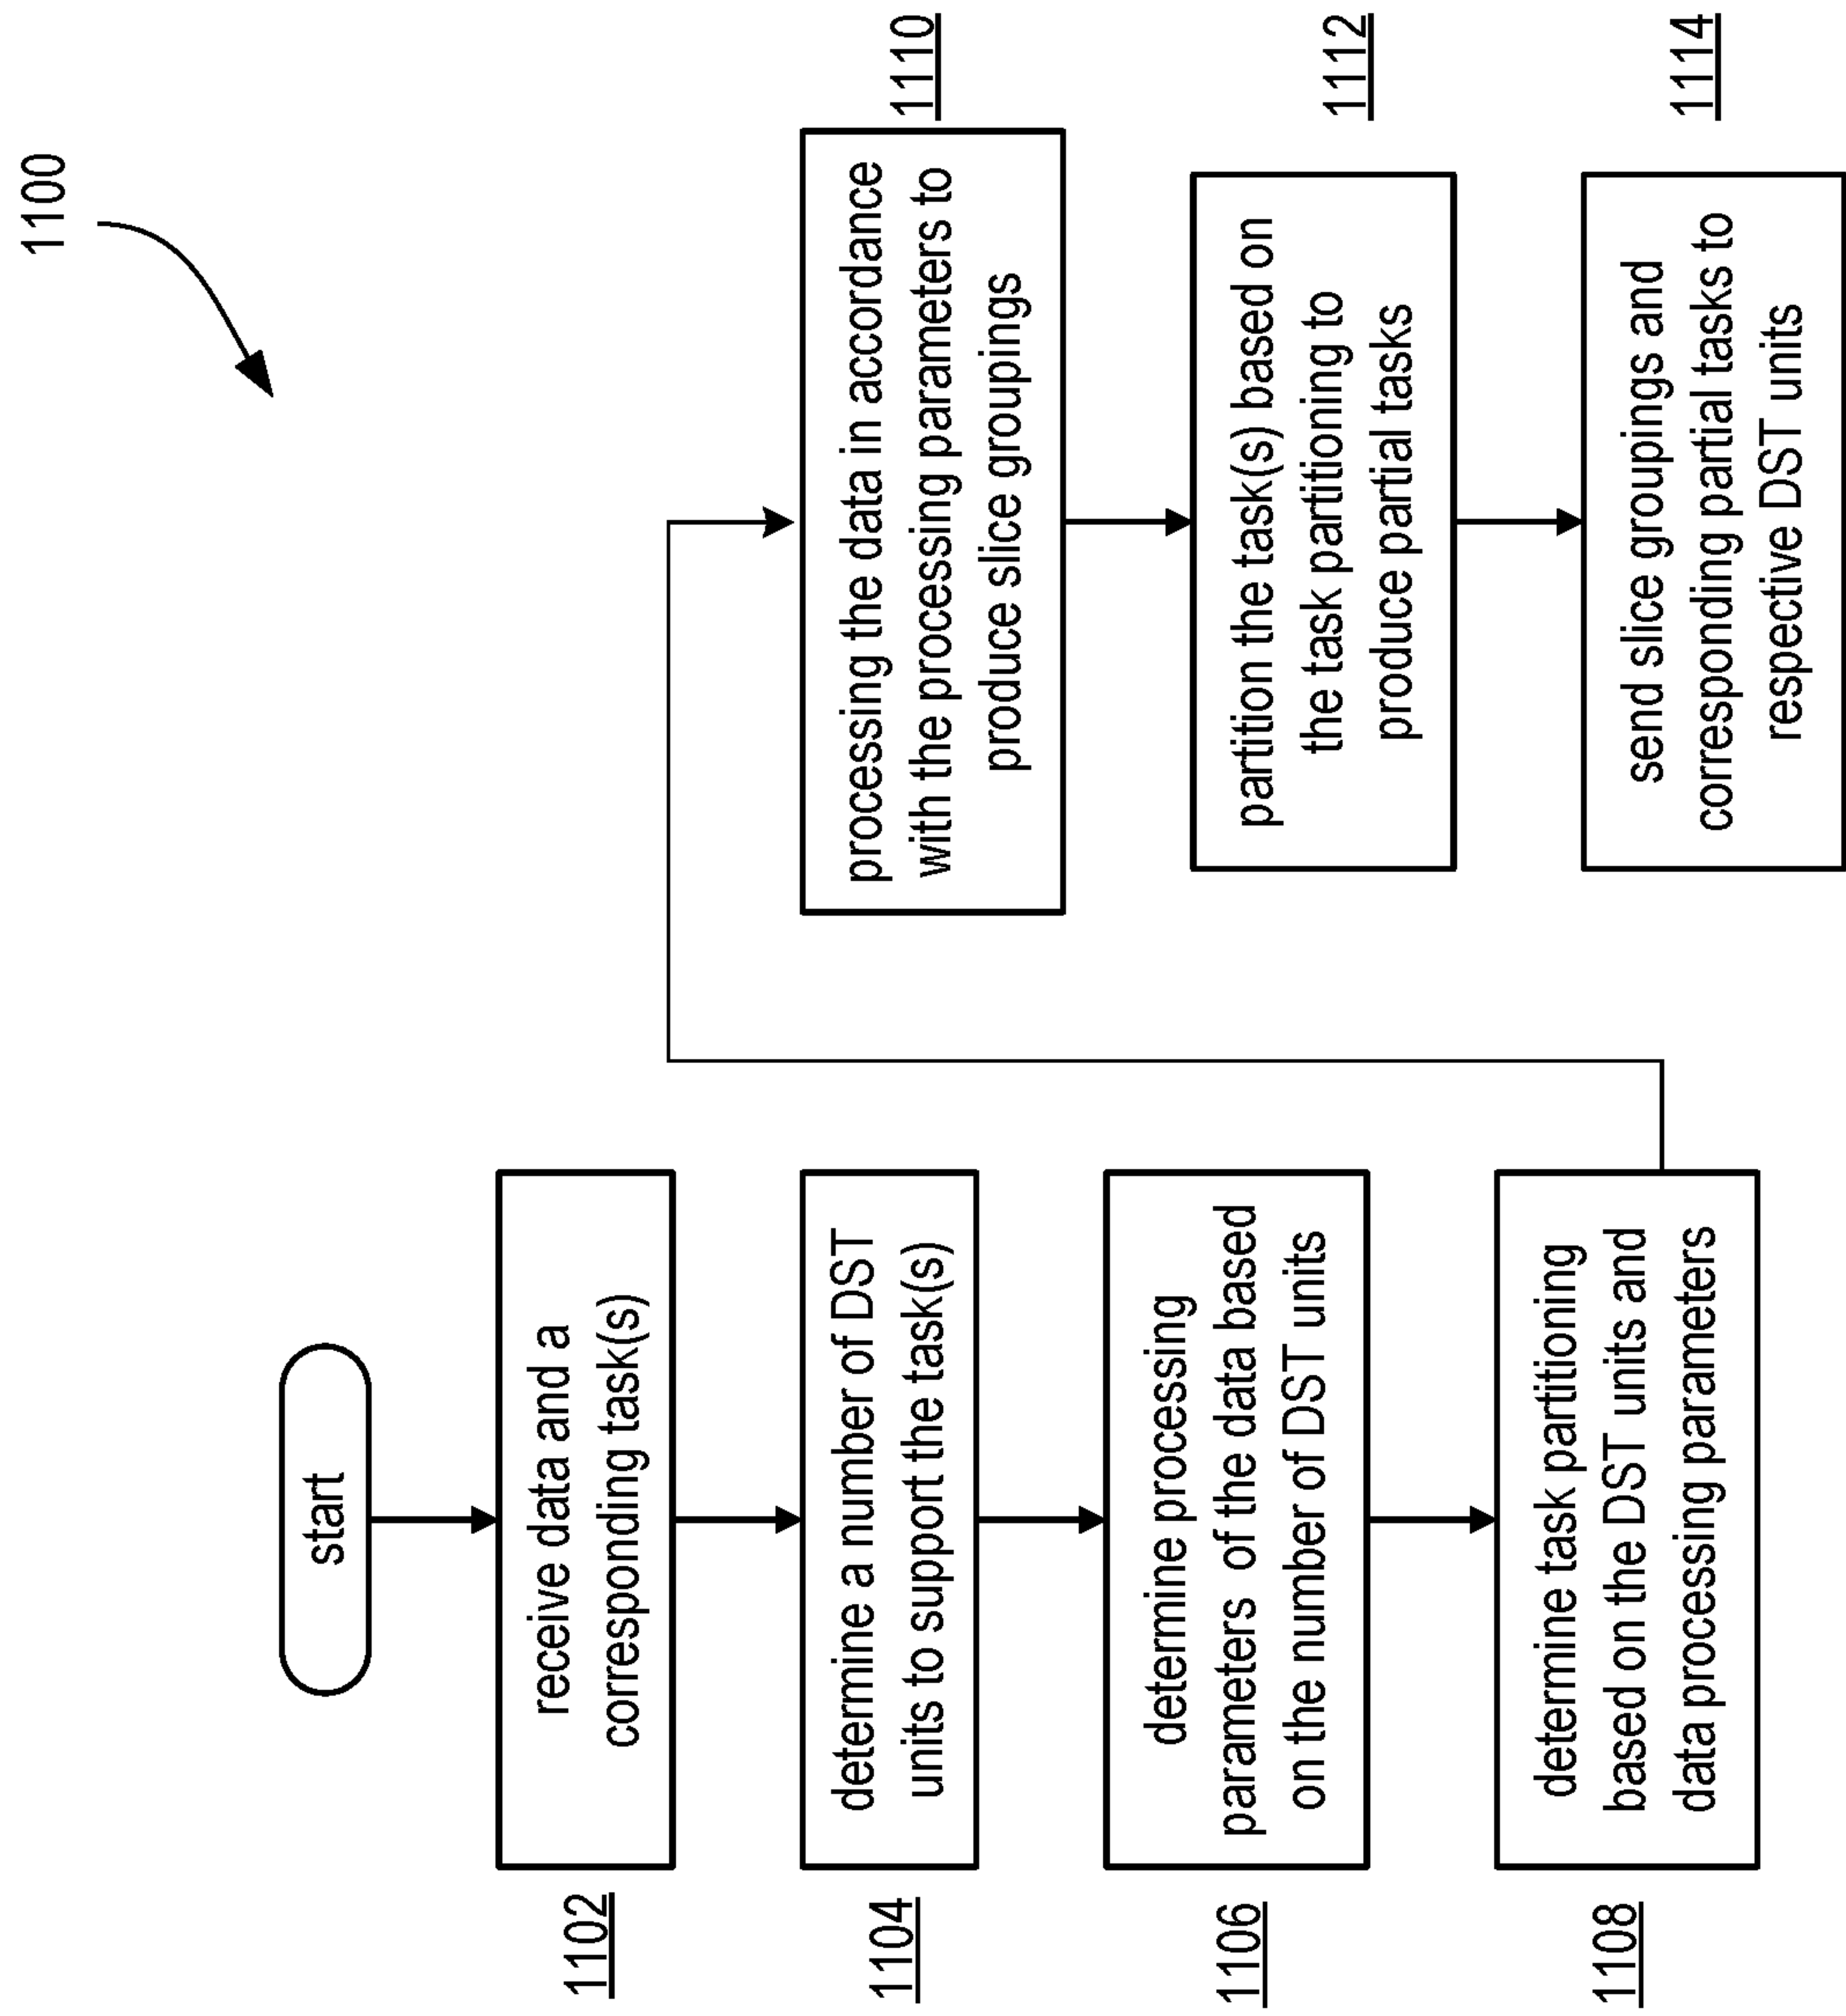 1100
start
receive data and a
corresponding task(s)
1102
determine a number of DST
units to support the task(s)
1104
determine processing
parameters of the data based
on the number of DST units
1106
determine task partitioning
based on the DST units and
data processing parameters
1108
processing the data in accordance
with the processing parameters to
produce slice groupings
1110
partition the task(s) based on
the task partitioning to
produce partial tasks
1112
send slice groupings and
corresponding partial tasks to
respective DST units
1114